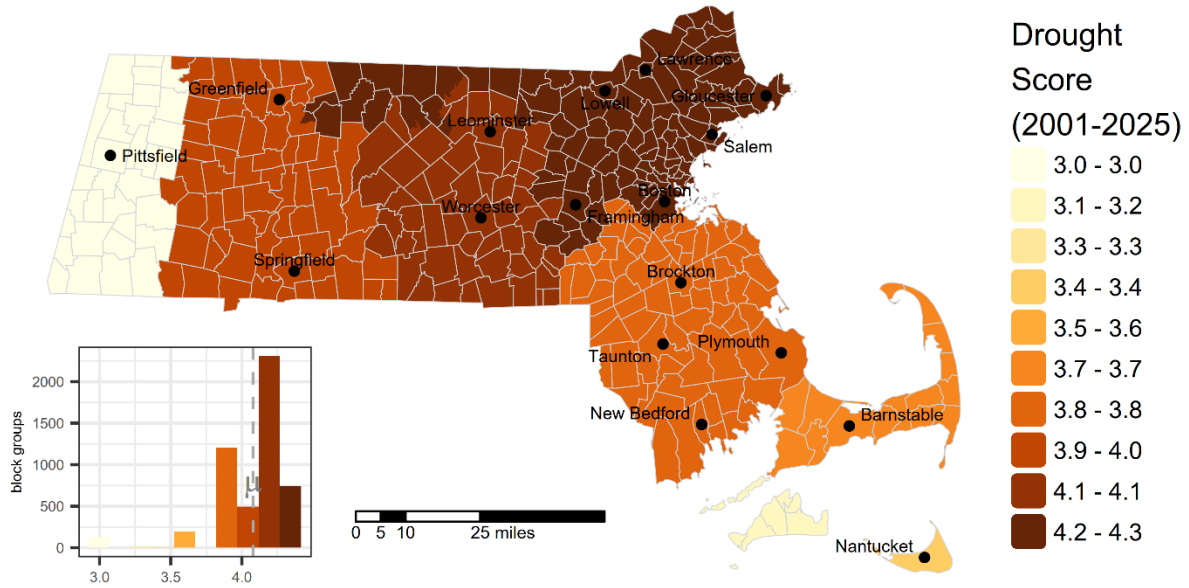 Lawrence
Greenfield
Lowell
Gloucester
Leominster
Pittsfield
Salem
Boston
Worcester
Framingham
Springfield
Brockton
Plymouth
Taunton
New Bedford
Barnstable
Nantucket
Drought
Score
(2001-2025)
3.0 - 3.0
3.1 - 3.2
3.3 - 3.3
3.4 - 3.4
3.5 - 3.6
3.7 - 3.7
3.8 - 3.8
3.9 - 4.0
4.1 - 4.1
4.2 - 4.3
block groups
2000
1500
1000
500
0
μ
3.0 3.5 4.0
0 5 10 25 miles